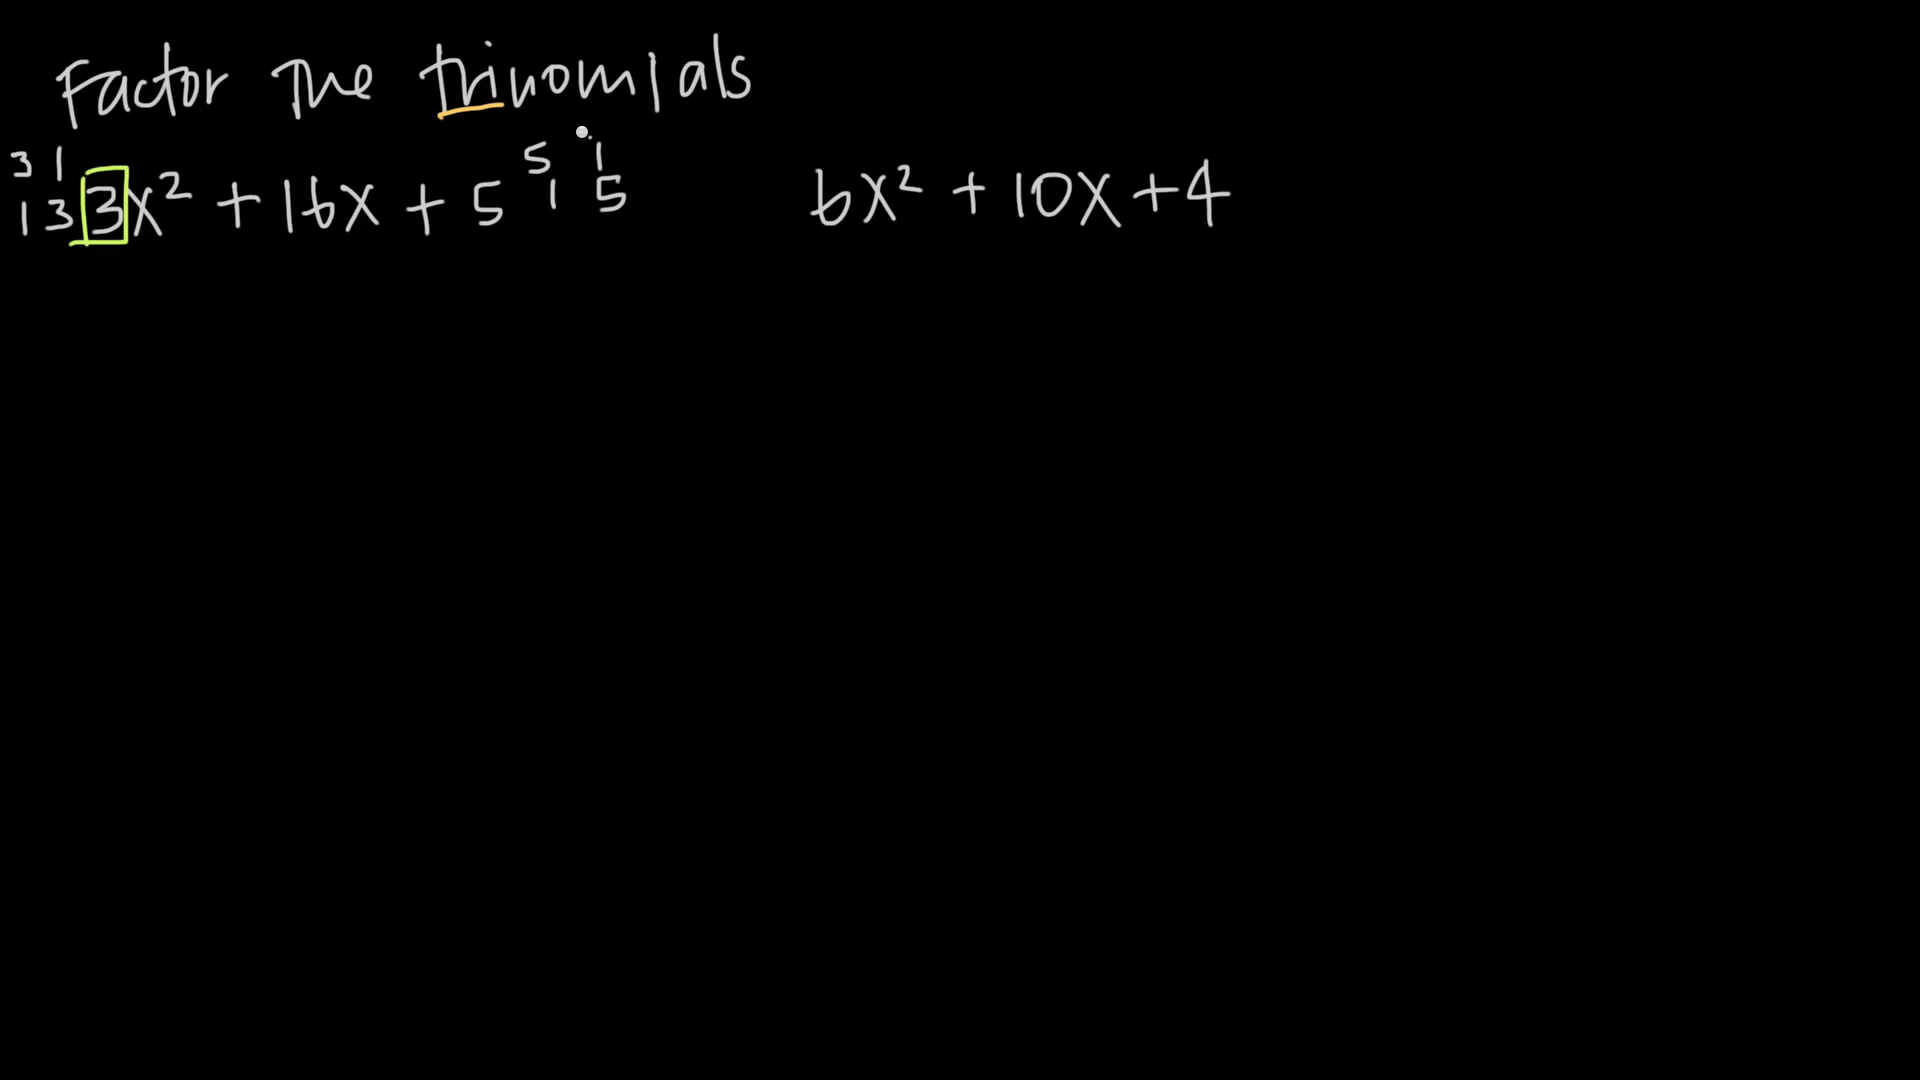 Factor The trinomials
3 1 5 1
1 3 3x² + 16x + 5 1 5 6x² + 10x + 4